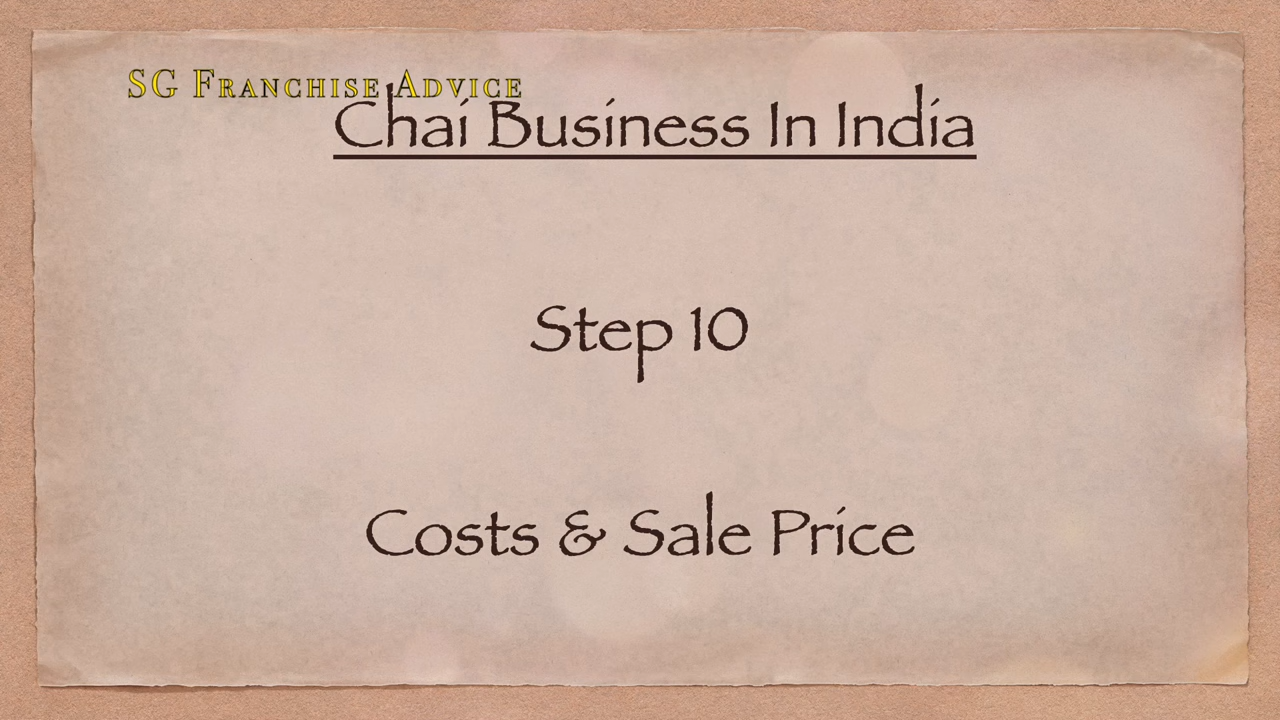 SG Franchise Advice
Chai Business In India
Step 10
Costs & Sale Price